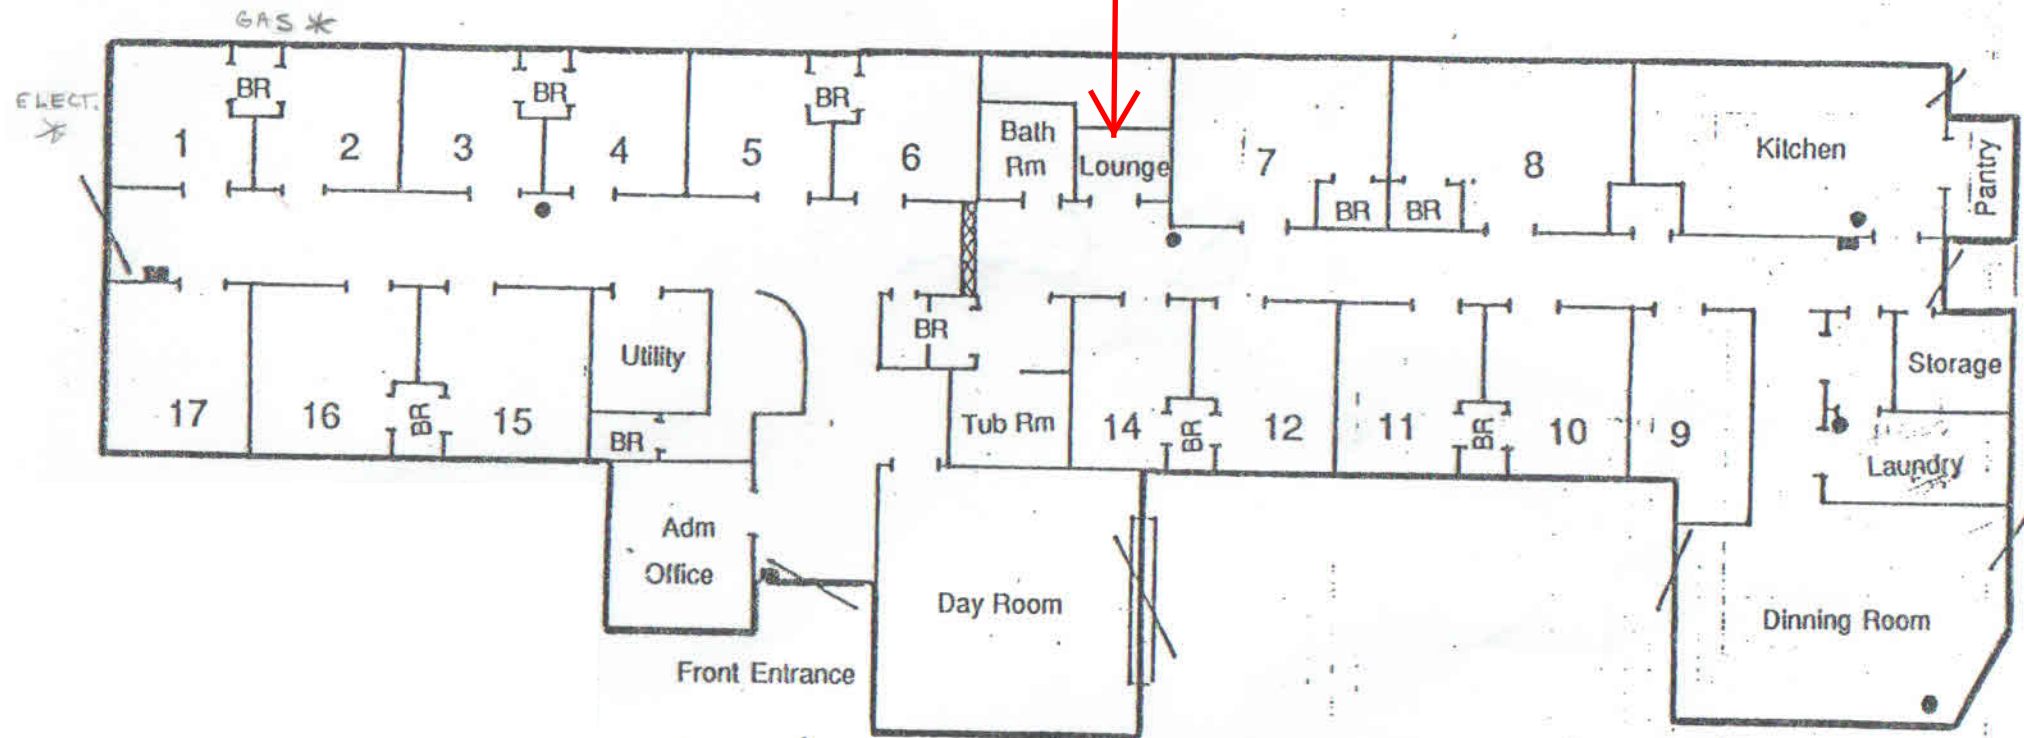 GAS *
ELECT.
*
BR
BR
BR
1
2
3
4
5
6
Bath
Rm
Lounge
7
8
BR
BR
Kitchen
Pantry
BR
Utility
Storage
17
16
BR
15
BR
Tub Rm
14
BR
12
11
BR
10
9
Laundry
Adm
Office
Day Room
Dinning Room
Front Entrance